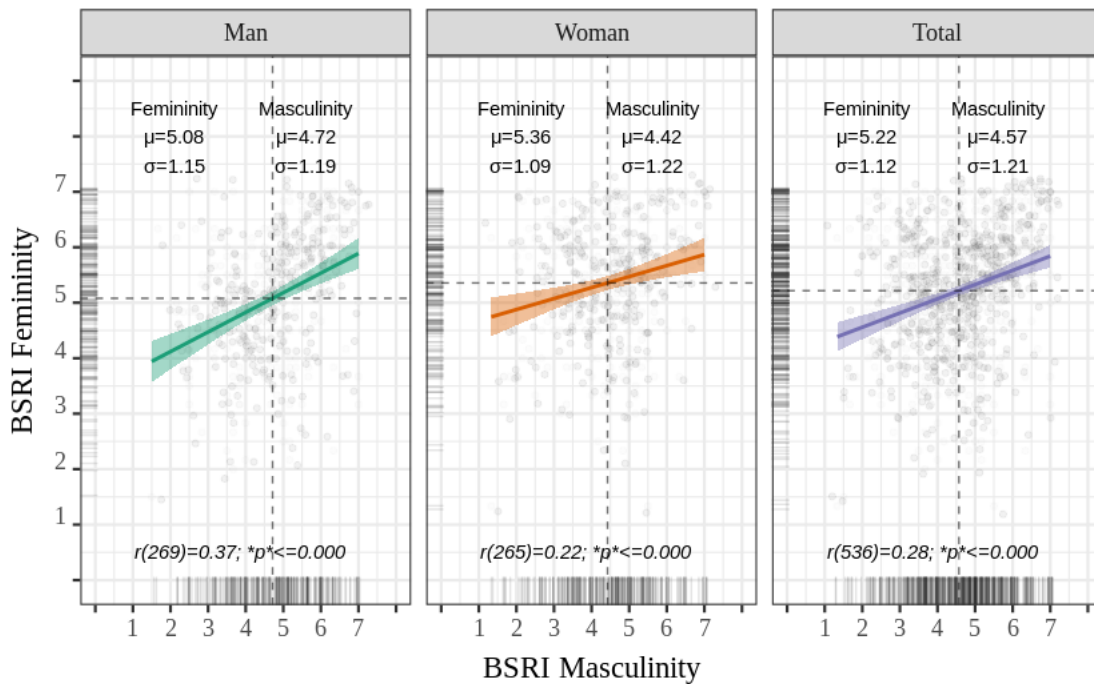 Man
Woman
Total
Femininity Masculinity
μ=5.08 μ=4.72
σ=1.15 σ=1.19
Femininity Masculinity
μ=5.36 μ=4.42
σ=1.09 σ=1.22
Femininity Masculinity
μ=5.22 μ=4.57
σ=1.12 σ=1.21
7
6
5
4
3
2
1
BSRI Femininity
r(269)=0.37; *p*<=0.000
r(265)=0.22; *p*<=0.000
r(536)=0.28; *p*<=0.000
1 2 3 4 5 6 7
1 2 3 4 5 6 7
1 2 3 4 5 6 7
BSRI Masculinity